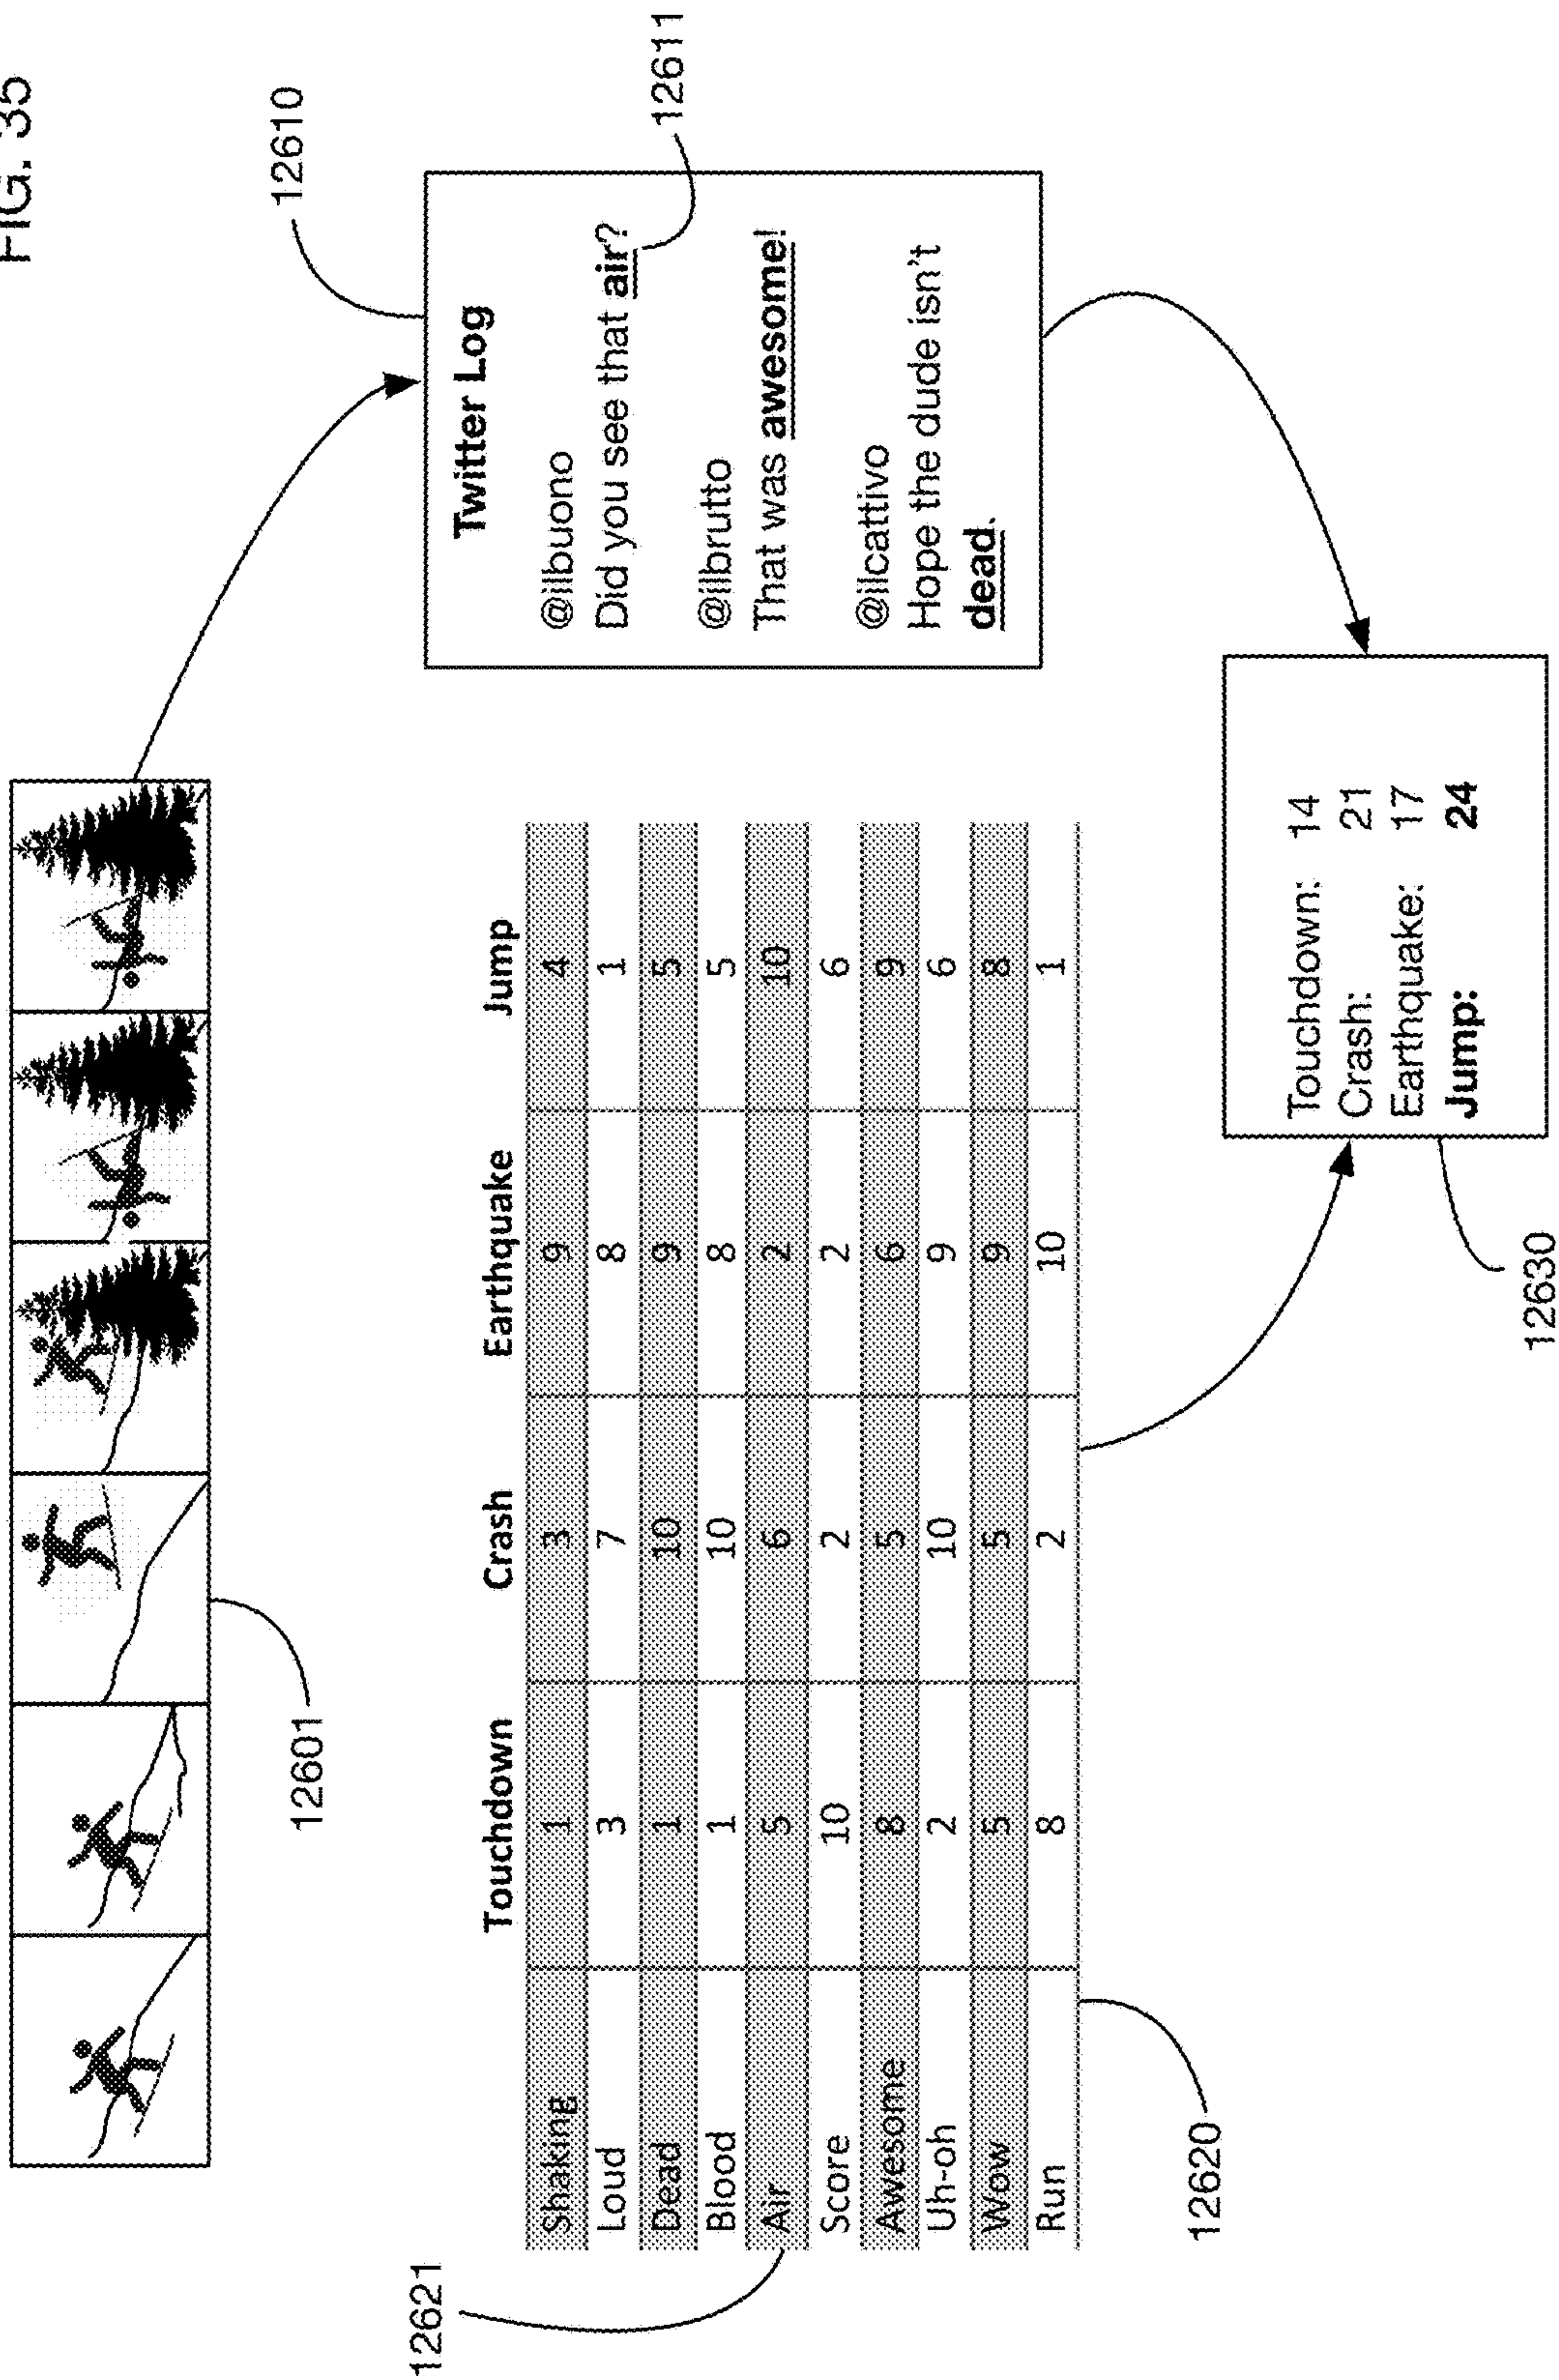 FIG. 35
12601
12610
Twitter Log
@ilbuono
Did you see that air?
@ilbrutto
That was awesome!
@ilcattivo
Hope the dude isn't
dead.
12611
12621
Touchdown Crash Earthquake Jump
Shaking 1 3 9 4
Loud 3 7 8 1
Dead 1 10 9 5
Blood 1 10 8 5
Air 5 6 2 10
Score 10 2 2 6
Awesome 8 5 6 9
Uh-oh 2 10 9 6
Wow 5 5 9 8
Run 8 2 10 1
12620
Touchdown: 14
Crash: 21
Earthquake: 17
Jump: 24
12630